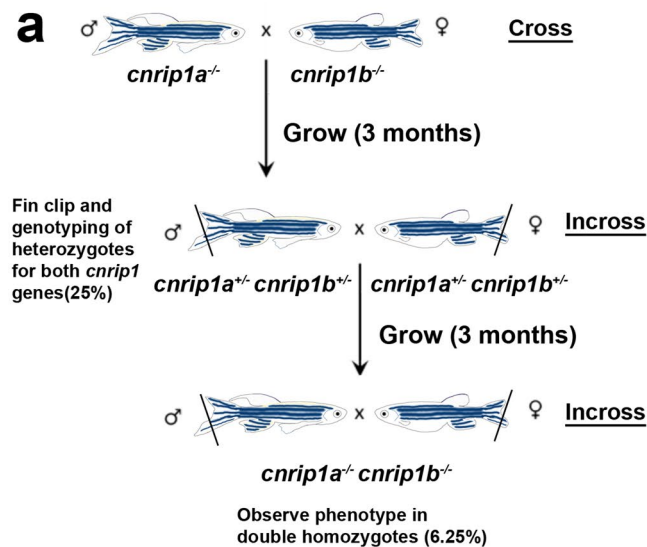 a
♂ x ♀ Cross
cnrip1a-/- cnrip1b-/-
Grow (3 months)
Fin clip and
genotyping of
heterozygotes
for both cnrip1
genes(25%)
♂ x ♀ Incross
cnrip1a+/- cnrip1b+/- cnrip1a+/- cnrip1b+/-
Grow (3 months)
♂ x ♀ Incross
cnrip1a-/- cnrip1b-/-
Observe phenotype in
double homozygotes (6.25%)